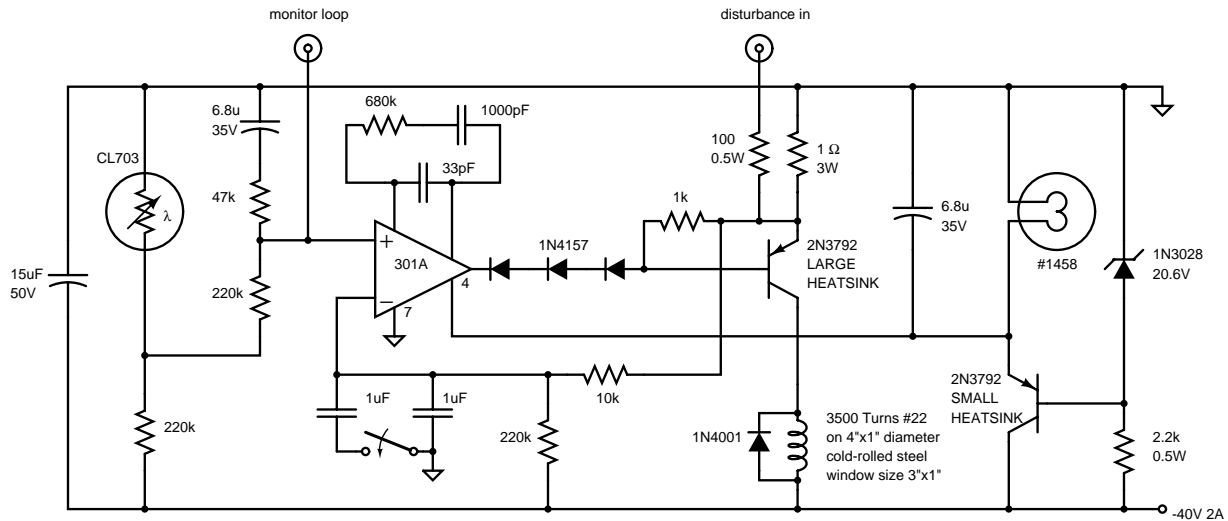 monitor loop
disturbance in
6.8u
35V
680k
1000pF
100
0.5W
1 Ω
3W
CL703
λ
47k
33pF
1k
6.8u
35V
#1458
1N3028
20.6V
+
301A
−
4
7
1N4157
2N3792
LARGE
HEATSINK
15uF
50V
220k
1uF
1uF
10k
2N3792
SMALL
HEATSINK
220k
220k
1N4001
3500 Turns #22
on 4"x1" diameter
cold-rolled steel
window size 3"x1"
2.2k
0.5W
-40V 2A